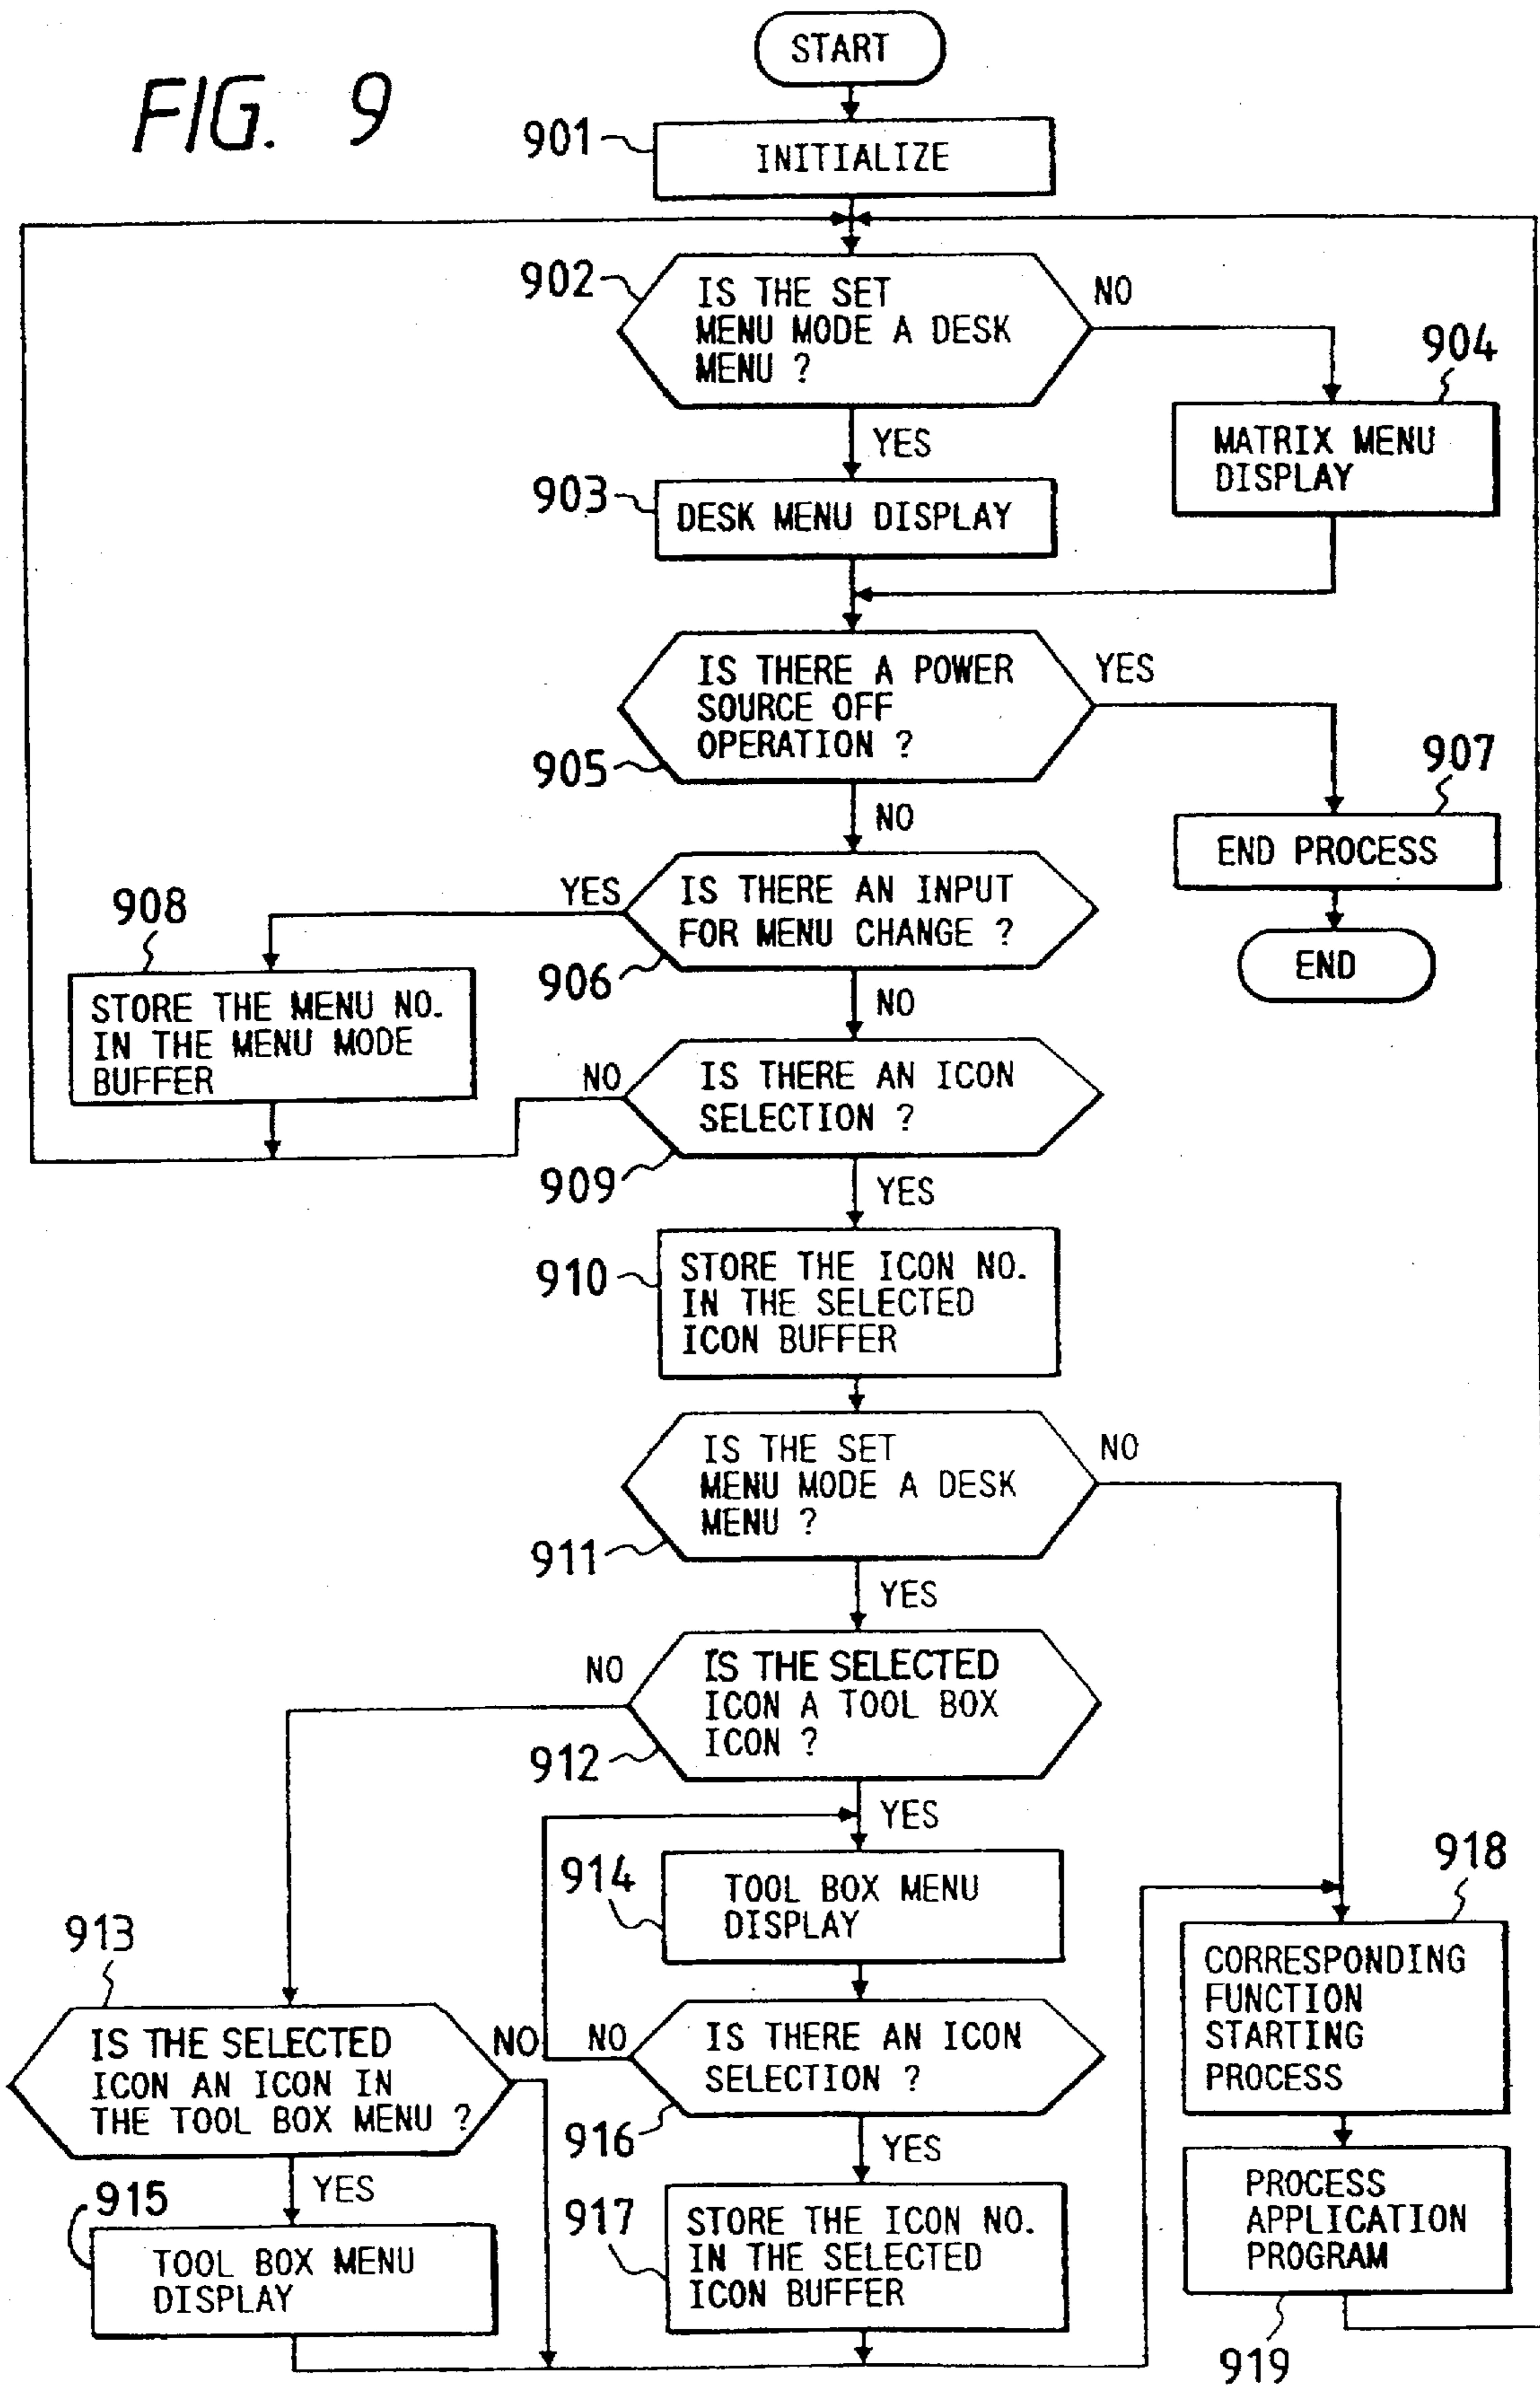 FIG. 9
START
901
INITIALIZE
902
IS THE SET
MENU MODE A DESK
MENU ?
NO
904
MATRIX MENU
DISPLAY
YES
903
DESK MENU DISPLAY
IS THERE A POWER
SOURCE OFF
OPERATION ?
905
YES
907
END PROCESS
END
NO
IS THERE AN INPUT
FOR MENU CHANGE ?
906
YES
908
STORE THE MENU NO.
IN THE MENU MODE
BUFFER
NO
IS THERE AN ICON
SELECTION ?
909
NO
YES
910
STORE THE ICON NO.
IN THE SELECTED
ICON BUFFER
IS THE SET
MENU MODE A DESK
MENU ?
911
NO
YES
IS THE SELECTED
ICON A TOOL BOX
ICON ?
912
NO
YES
914
TOOL BOX MENU
DISPLAY
918
CORRESPONDING
FUNCTION
STARTING
PROCESS
913
IS THE SELECTED
ICON AN ICON IN
THE TOOL BOX MENU ?
NO
NO
IS THERE AN ICON
SELECTION ?
916
YES
915
TOOL BOX MENU
DISPLAY
YES
917
STORE THE ICON NO.
IN THE SELECTED
ICON BUFFER
PROCESS
APPLICATION
PROGRAM
919